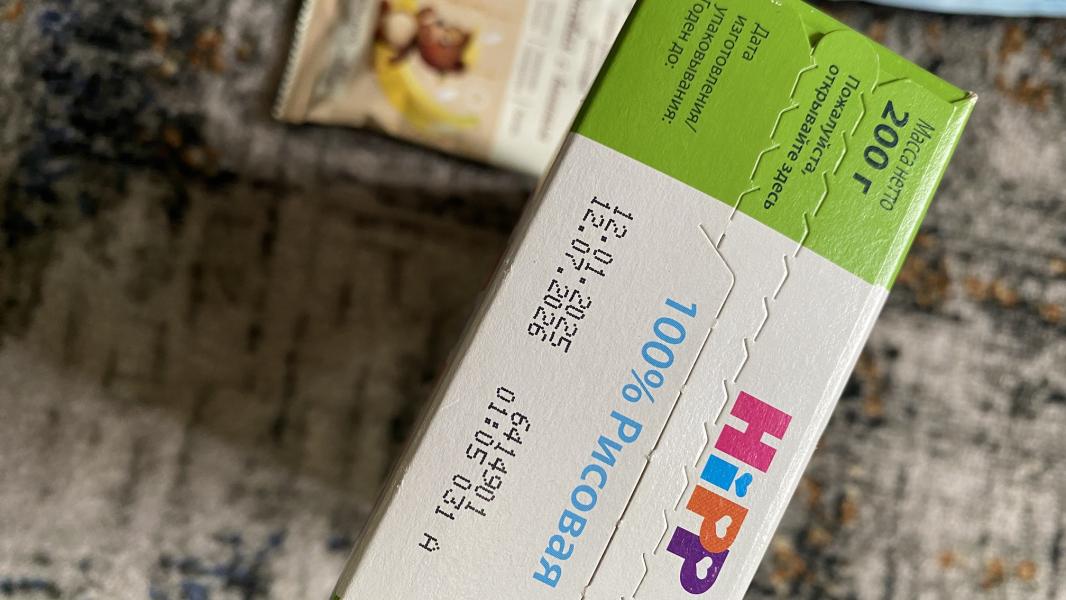 Масса нетто
200 г
Пожалуйста,
открывайте здесь
Дата
изготовления/
упаковывания:
Годен до:
12.01.2025
12.07.2026
HiPP
100% Рисовая
6414901
01:05 031 A